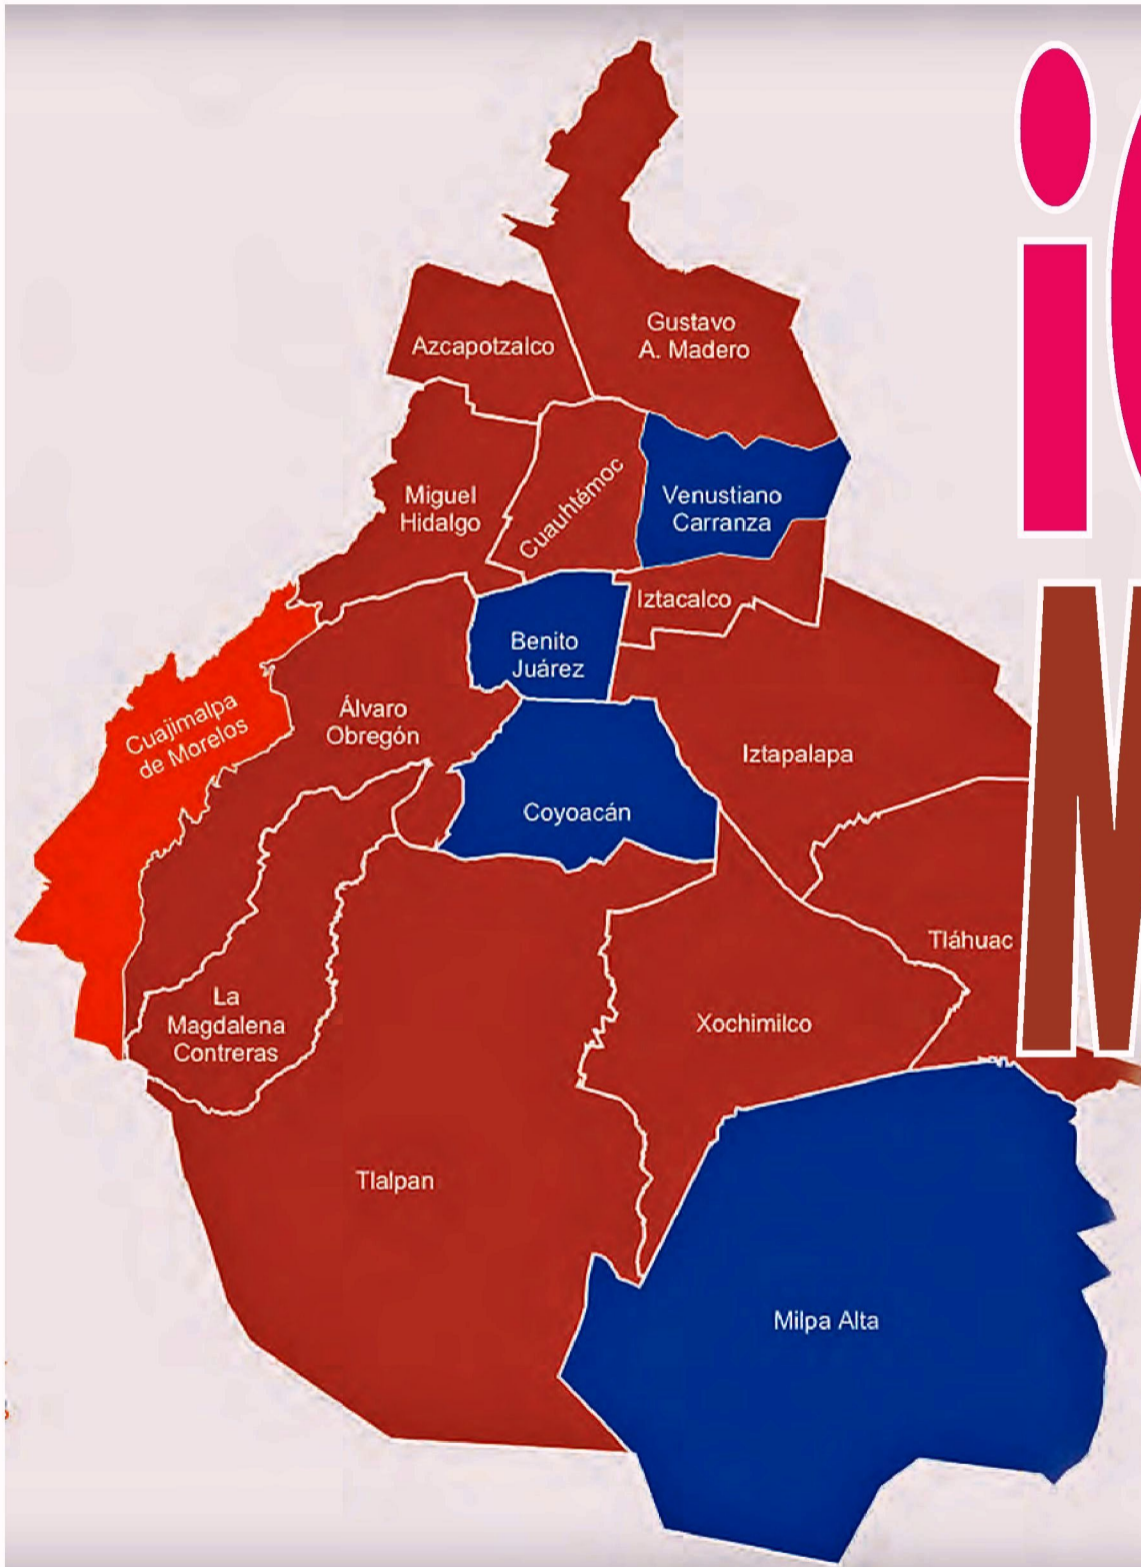 ¡
M
Gustavo
A. Madero
Azcapotzalco
Miguel
Hidalgo
Cuauhtémoc
Venustiano
Carranza
Iztacalco
Benito
Juárez
Cuajimalpa
de Morelos
Álvaro
Obregón
Iztapalapa
Coyoacán
Tláhuac
La
Magdalena
Contreras
Xochimilco
Tlalpan
Milpa Alta